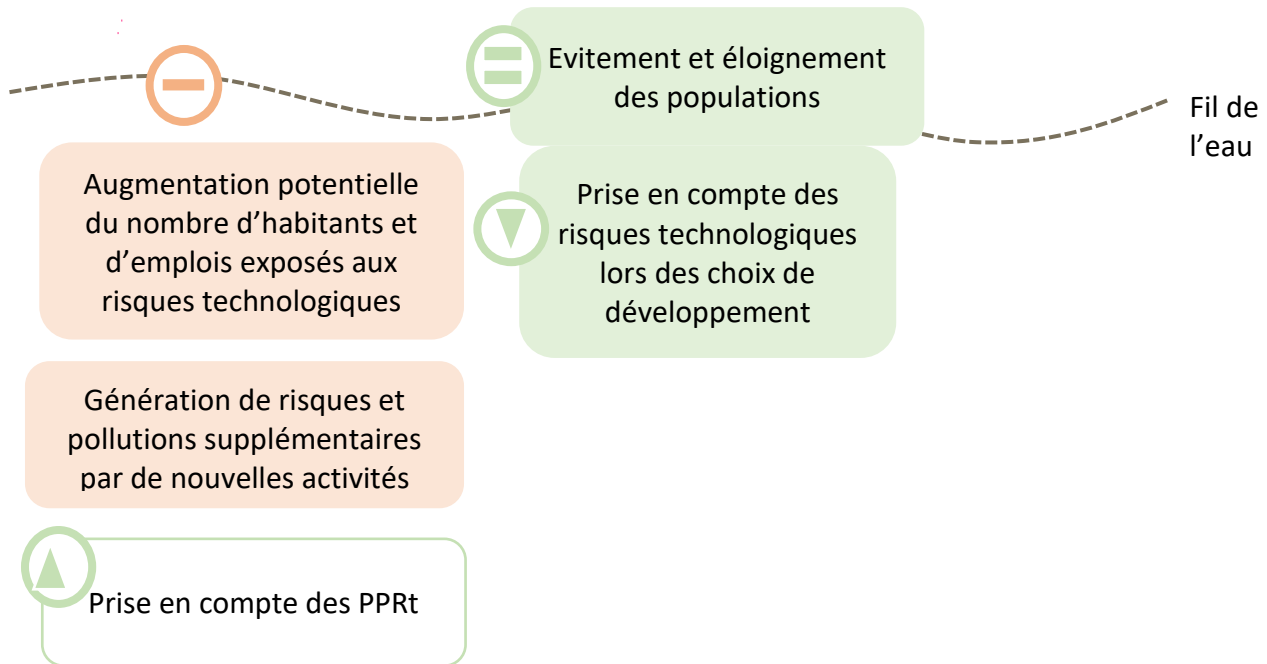 Evitement et éloignement
des populations
Fil de
l’eau
Augmentation potentielle
du nombre d’habitants et
d’emplois exposés aux
risques technologiques
Prise en compte des
risques technologiques
lors des choix de
développement
Génération de risques et
pollutions supplémentaires
par de nouvelles activités
Prise en compte des PPRt